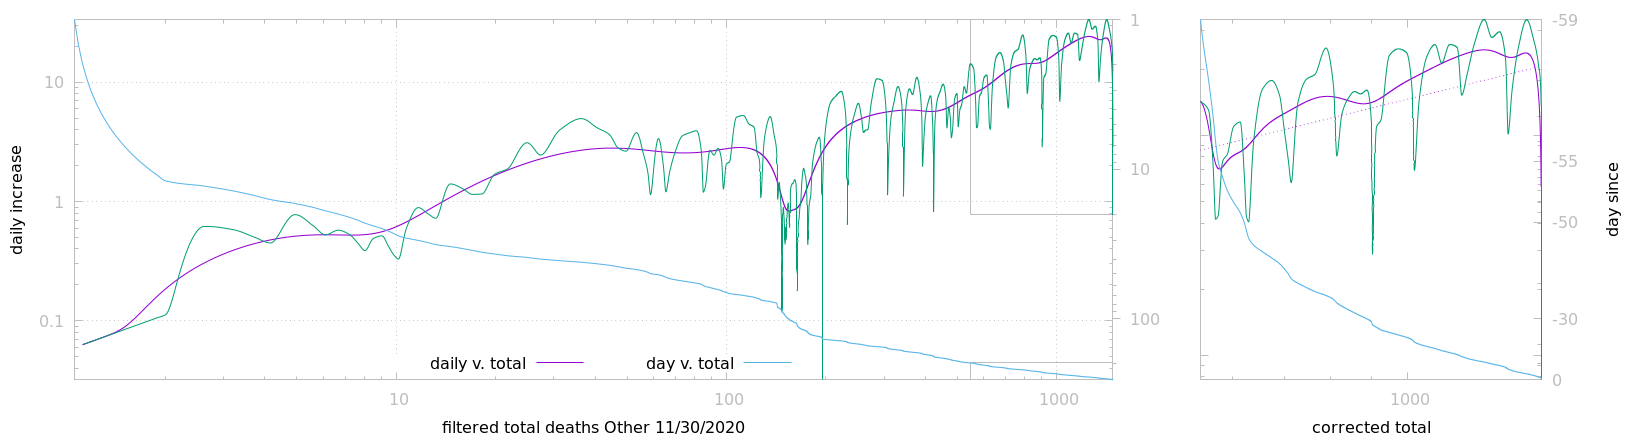 daily increase
10
1
0.1
1
10
100
daily v. total
day v. total
10
100
1000
filtered total deaths Other 11/30/2020
-59
-55
-50
-30
0
day since
1000
corrected total